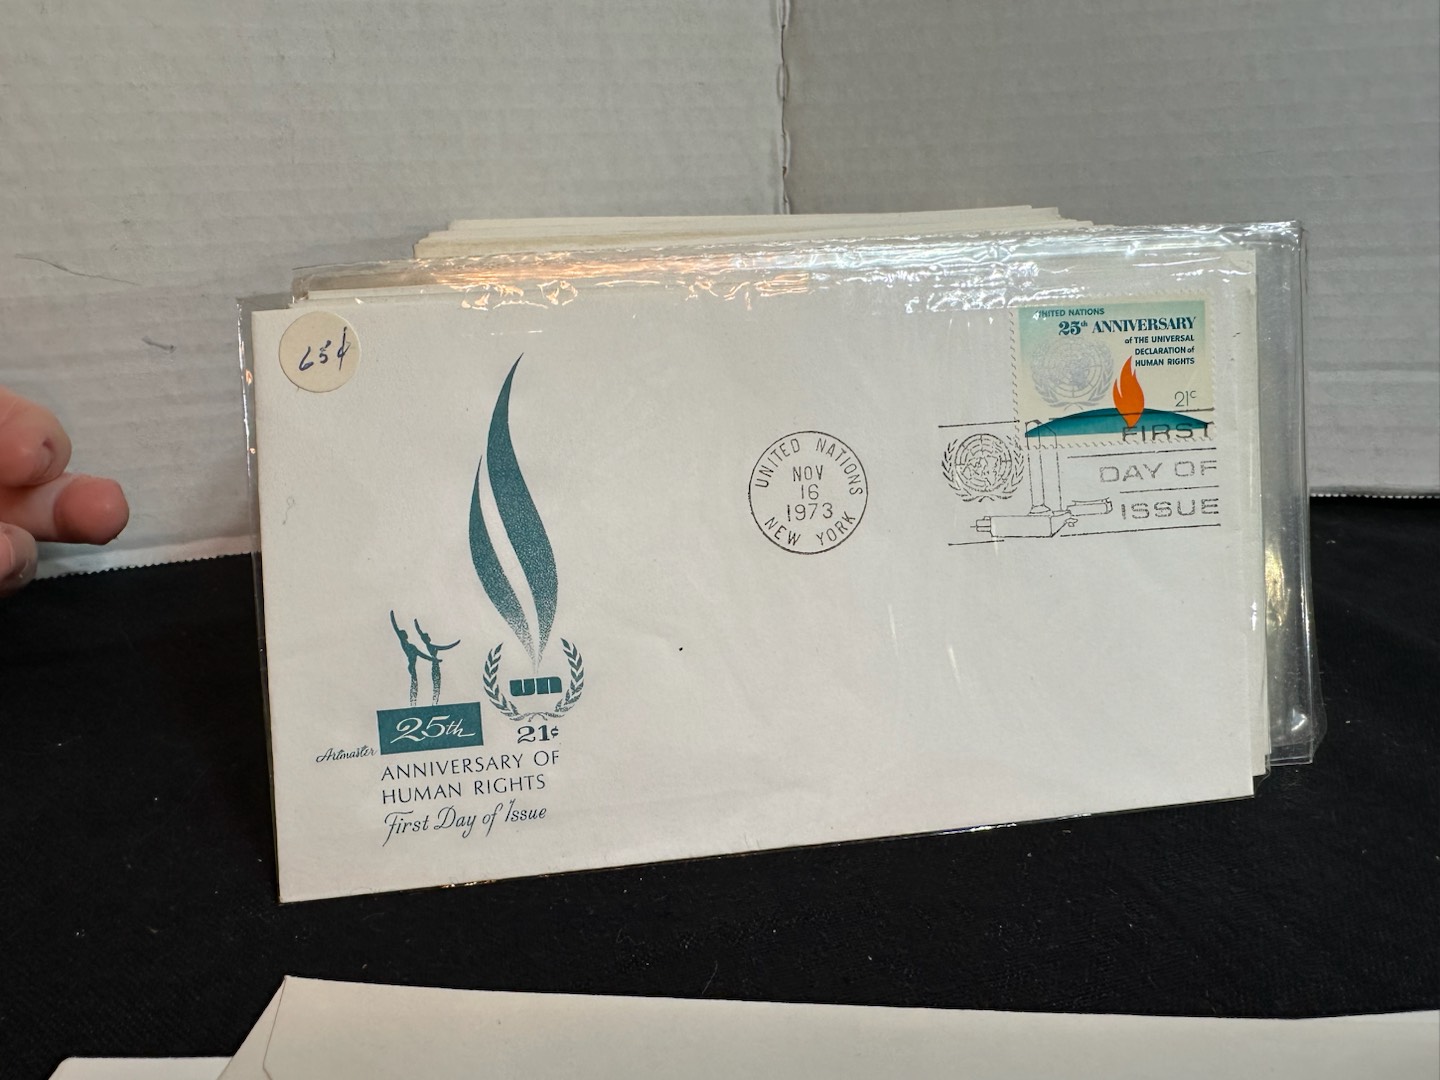 65¢
UNITED NATIONS
25th ANNIVERSARY
of THE UNIVERSAL
DECLARATION of
HUMAN RIGHTS
21c
UNITED NATIONS
NOV
16
1973
NEW YORK
FIRST
DAY OF
ISSUE
un
25th
21¢
Artmaster
ANNIVERSARY OF
HUMAN RIGHTS
First Day of Issue